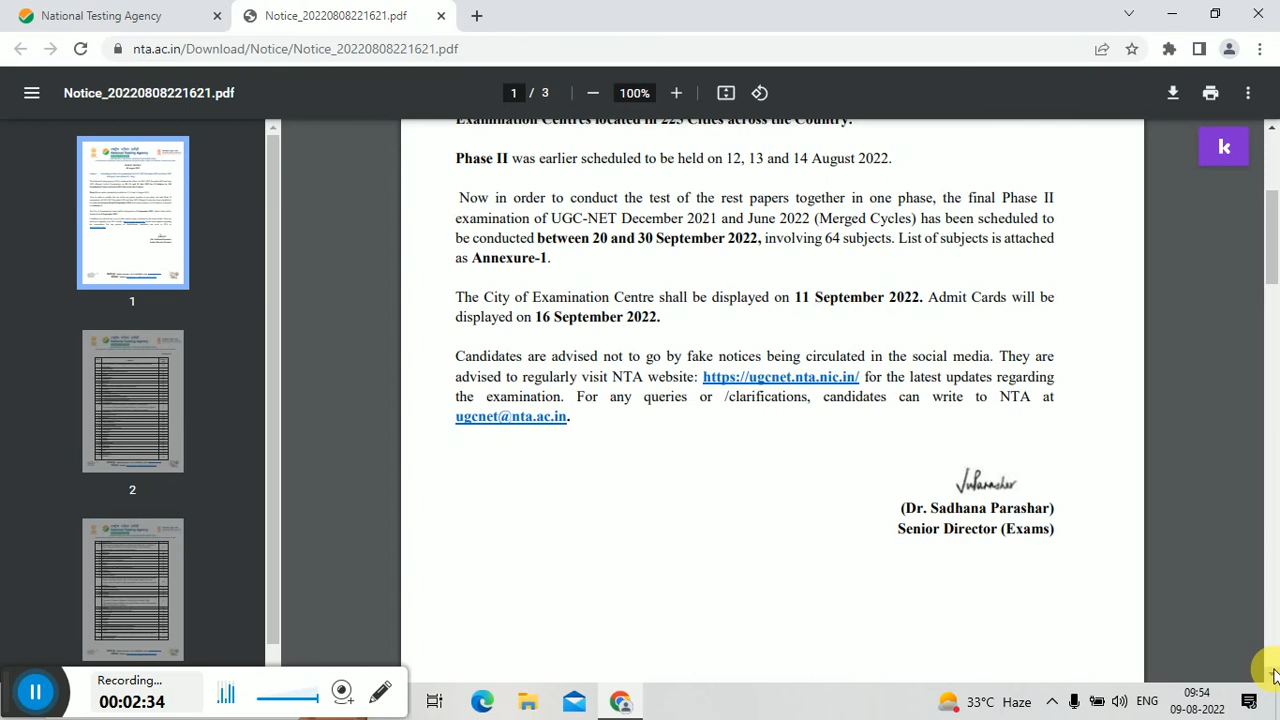 National Testing Agency
Notice_20220808221621.pdf
nta.ac.in/Download/Notice/Notice_20220808221621.pdf
Notice_20220808221621.pdf
1 / 3
100%
Examination Centres located in 225 Cities across the Country.
Phase II was earlier scheduled to be held on 12, 13 and 14 August 2022.
Now in order to conduct the test of the rest papers together in one phase, the final Phase II
examination of UGC-NET December 2021 and June 2022 (Merged Cycles) has been scheduled to
be conducted between 20 and 30 September 2022, involving 64 subjects. List of subjects is attached
as Annexure-1.
The City of Examination Centre shall be displayed on 11 September 2022. Admit Cards will be
displayed on 16 September 2022.
Candidates are advised not to go by fake notices being circulated in the social media. They are
advised to regularly visit NTA website: https://ugcnet.nta.nic.in/ for the latest updates regarding
the examination. For any queries or /clarifications, candidates can write to NTA at
ugcnet@nta.ac.in.
(Dr. Sadhana Parashar)
Senior Director (Exams)
k
1
2
Recording...
00:02:34
33°C Haze
ENG
09:54
09-08-2022